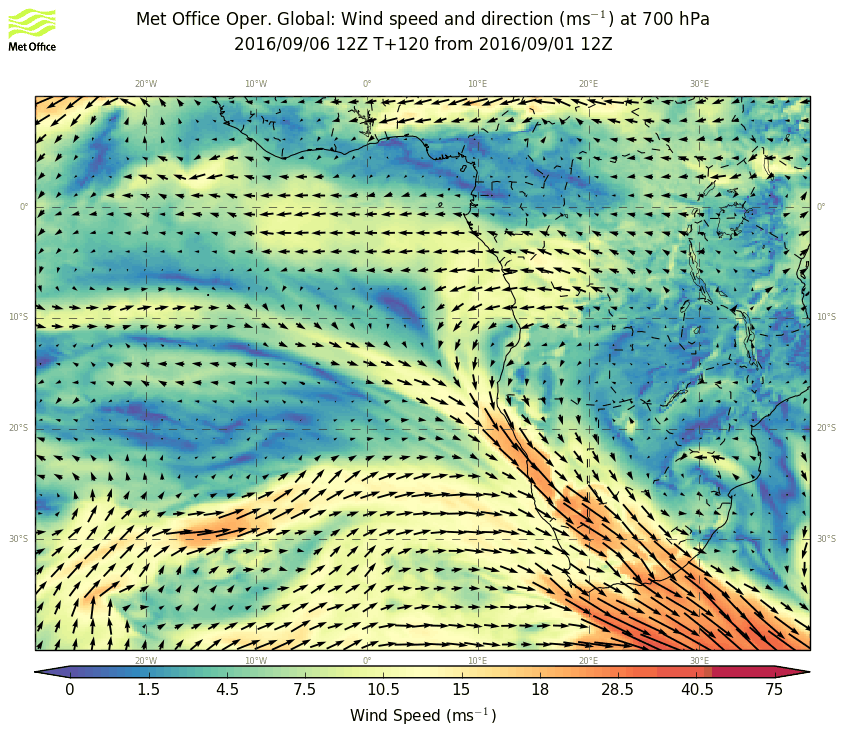 Met Office Oper. Global: Wind speed and direction (ms⁻¹) at 700 hPa
2016/09/06 12Z T+120 from 2016/09/01 12Z
Met Office
20°W 10°W 0° 10°E 20°E 30°E
0° 0°
10°S 10°S
20°S 20°S
30°S 30°S
20°W 10°W 0° 10°E 20°E 30°E
0 1.5 4.5 7.5 10.5 15 18 28.5 40.5 75
Wind Speed (ms⁻¹)